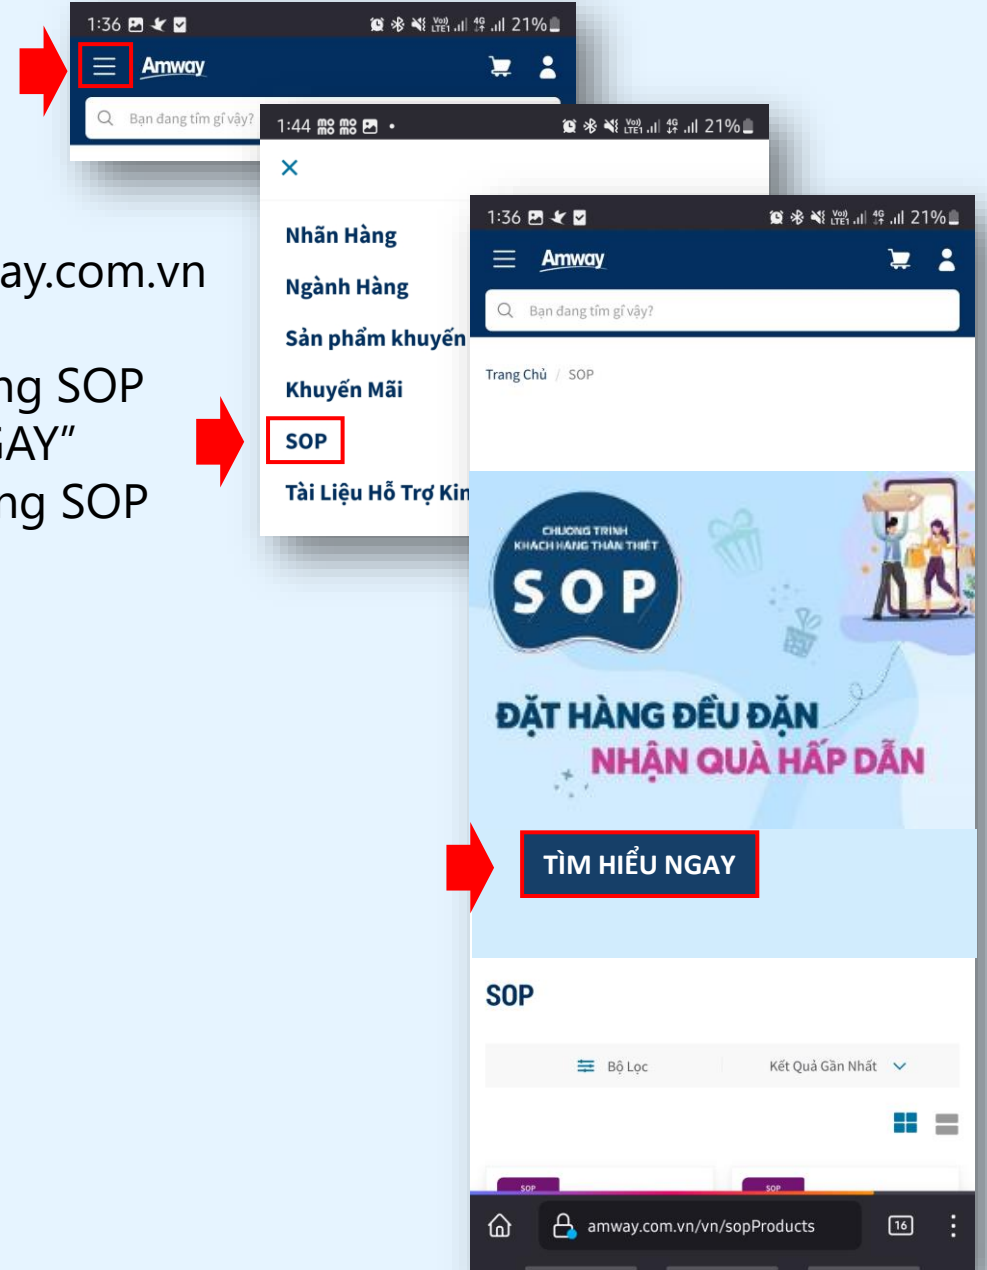 1:36
21%
Amway
Bạn đang tìm gì vậy?
1:44
21%
Nhãn Hàng
Ngành Hàng
Sản phẩm khuyến
Khuyến Mãi
SOP
Tài Liệu Hỗ Trợ Kin
ay.com.vn
ng SOP
GAY”
ng SOP
1:36
21%
Amway
Bạn đang tìm gì vậy?
Trang Chủ / SOP
CHƯƠNG TRÌNH
KHÁCH HÀNG THÂN THIẾT
SOP
ĐẶT HÀNG ĐỀU ĐẶN
NHẬN QUÀ HẤP DẪN
TÌM HIỂU NGAY
SOP
Bộ Lọc
Kết Quả Gần Nhất
SOP
SOP
amway.com.vn/vn/sopProducts
16